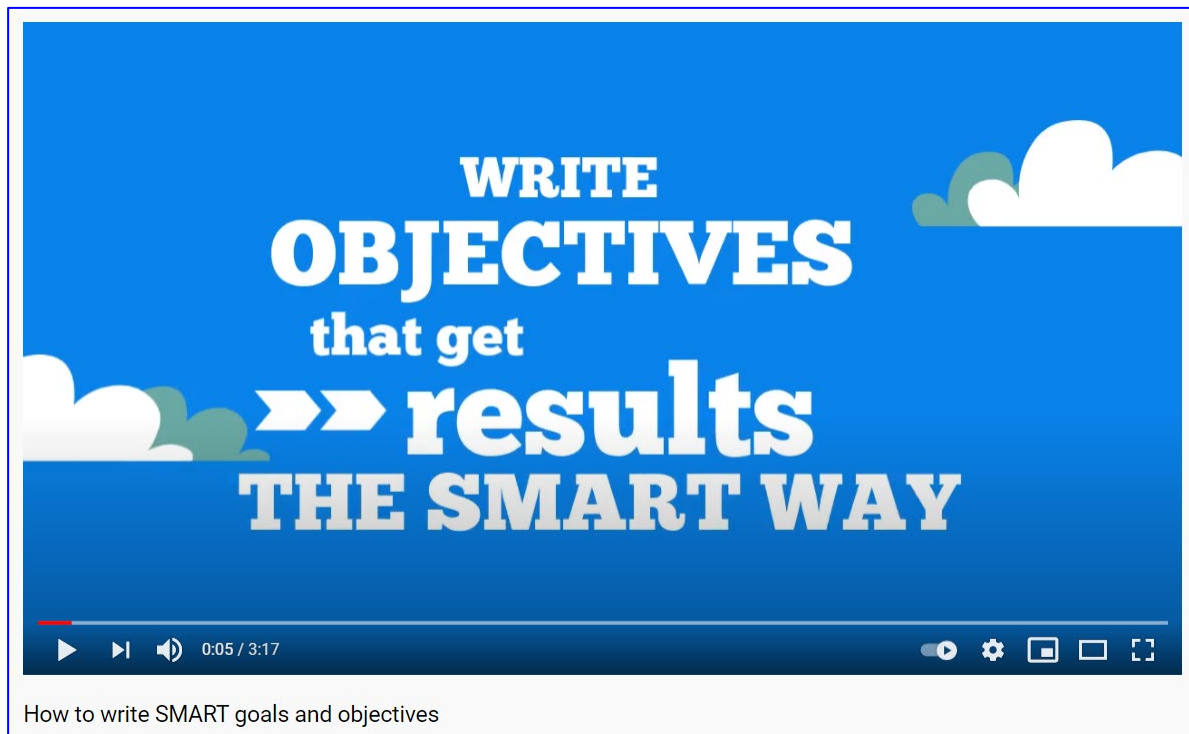 WRITE
OBJECTIVES
that get
results
THE SMART WAY
0:05 / 3:17
How to write SMART goals and objectives